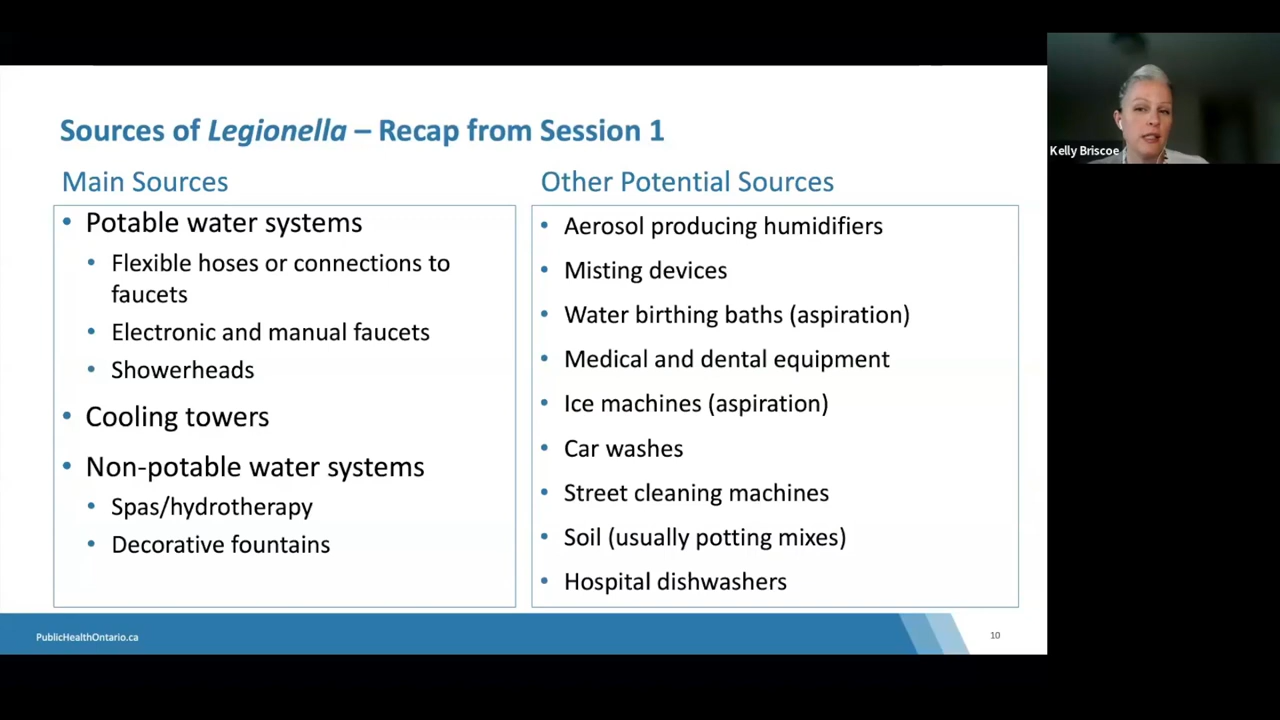 Sources of Legionella – Recap from Session 1
Main Sources
• Potable water systems
• Flexible hoses or connections to
faucets
• Electronic and manual faucets
• Showerheads
• Cooling towers
• Non-potable water systems
• Spas/hydrotherapy
• Decorative fountains
Other Potential Sources
• Aerosol producing humidifiers
• Misting devices
• Water birthing baths (aspiration)
• Medical and dental equipment
• Ice machines (aspiration)
• Car washes
• Street cleaning machines
• Soil (usually potting mixes)
• Hospital dishwashers
PublicHealthOntario.ca
10
Kelly Briscoe